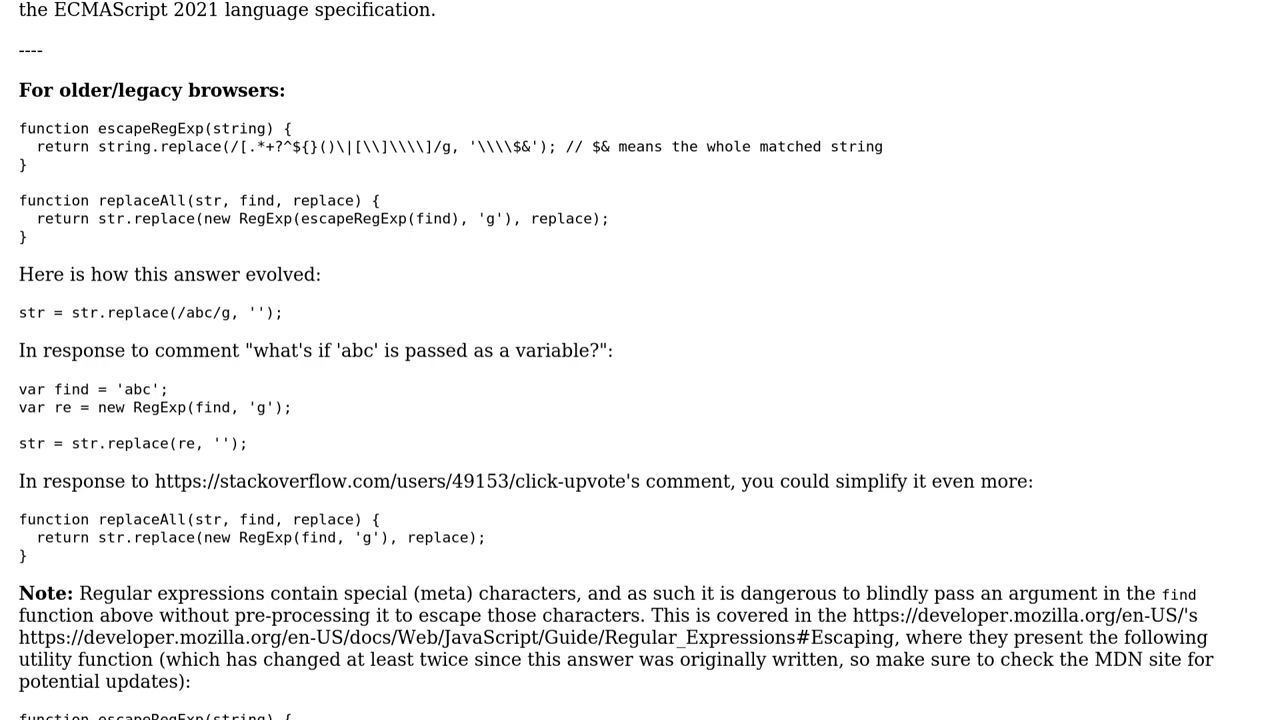 the ECMAScript 2021 language specification.
----
For older/legacy browsers:
function escapeRegExp(string) {
  return string.replace(/[.*+?^${}()\|[\\]\\\\]/g, '\\\\$&'); // $& means the whole matched string
}
function replaceAll(str, find, replace) {
  return str.replace(new RegExp(escapeRegExp(find), 'g'), replace);
}
Here is how this answer evolved:
str = str.replace(/abc/g, '');
In response to comment "what's if 'abc' is passed as a variable?":
var find = 'abc';
var re = new RegExp(find, 'g');
str = str.replace(re, '');
In response to https://stackoverflow.com/users/49153/click-upvote's comment, you could simplify it even more:
function replaceAll(str, find, replace) {
  return str.replace(new RegExp(find, 'g'), replace);
}
Note: Regular expressions contain special (meta) characters, and as such it is dangerous to blindly pass an argument in the find
function above without pre-processing it to escape those characters. This is covered in the https://developer.mozilla.org/en-US/'s
https://developer.mozilla.org/en-US/docs/Web/JavaScript/Guide/Regular_Expressions#Escaping, where they present the following
utility function (which has changed at least twice since this answer was originally written, so make sure to check the MDN site for
potential updates):
function escapeRegExp(string) {